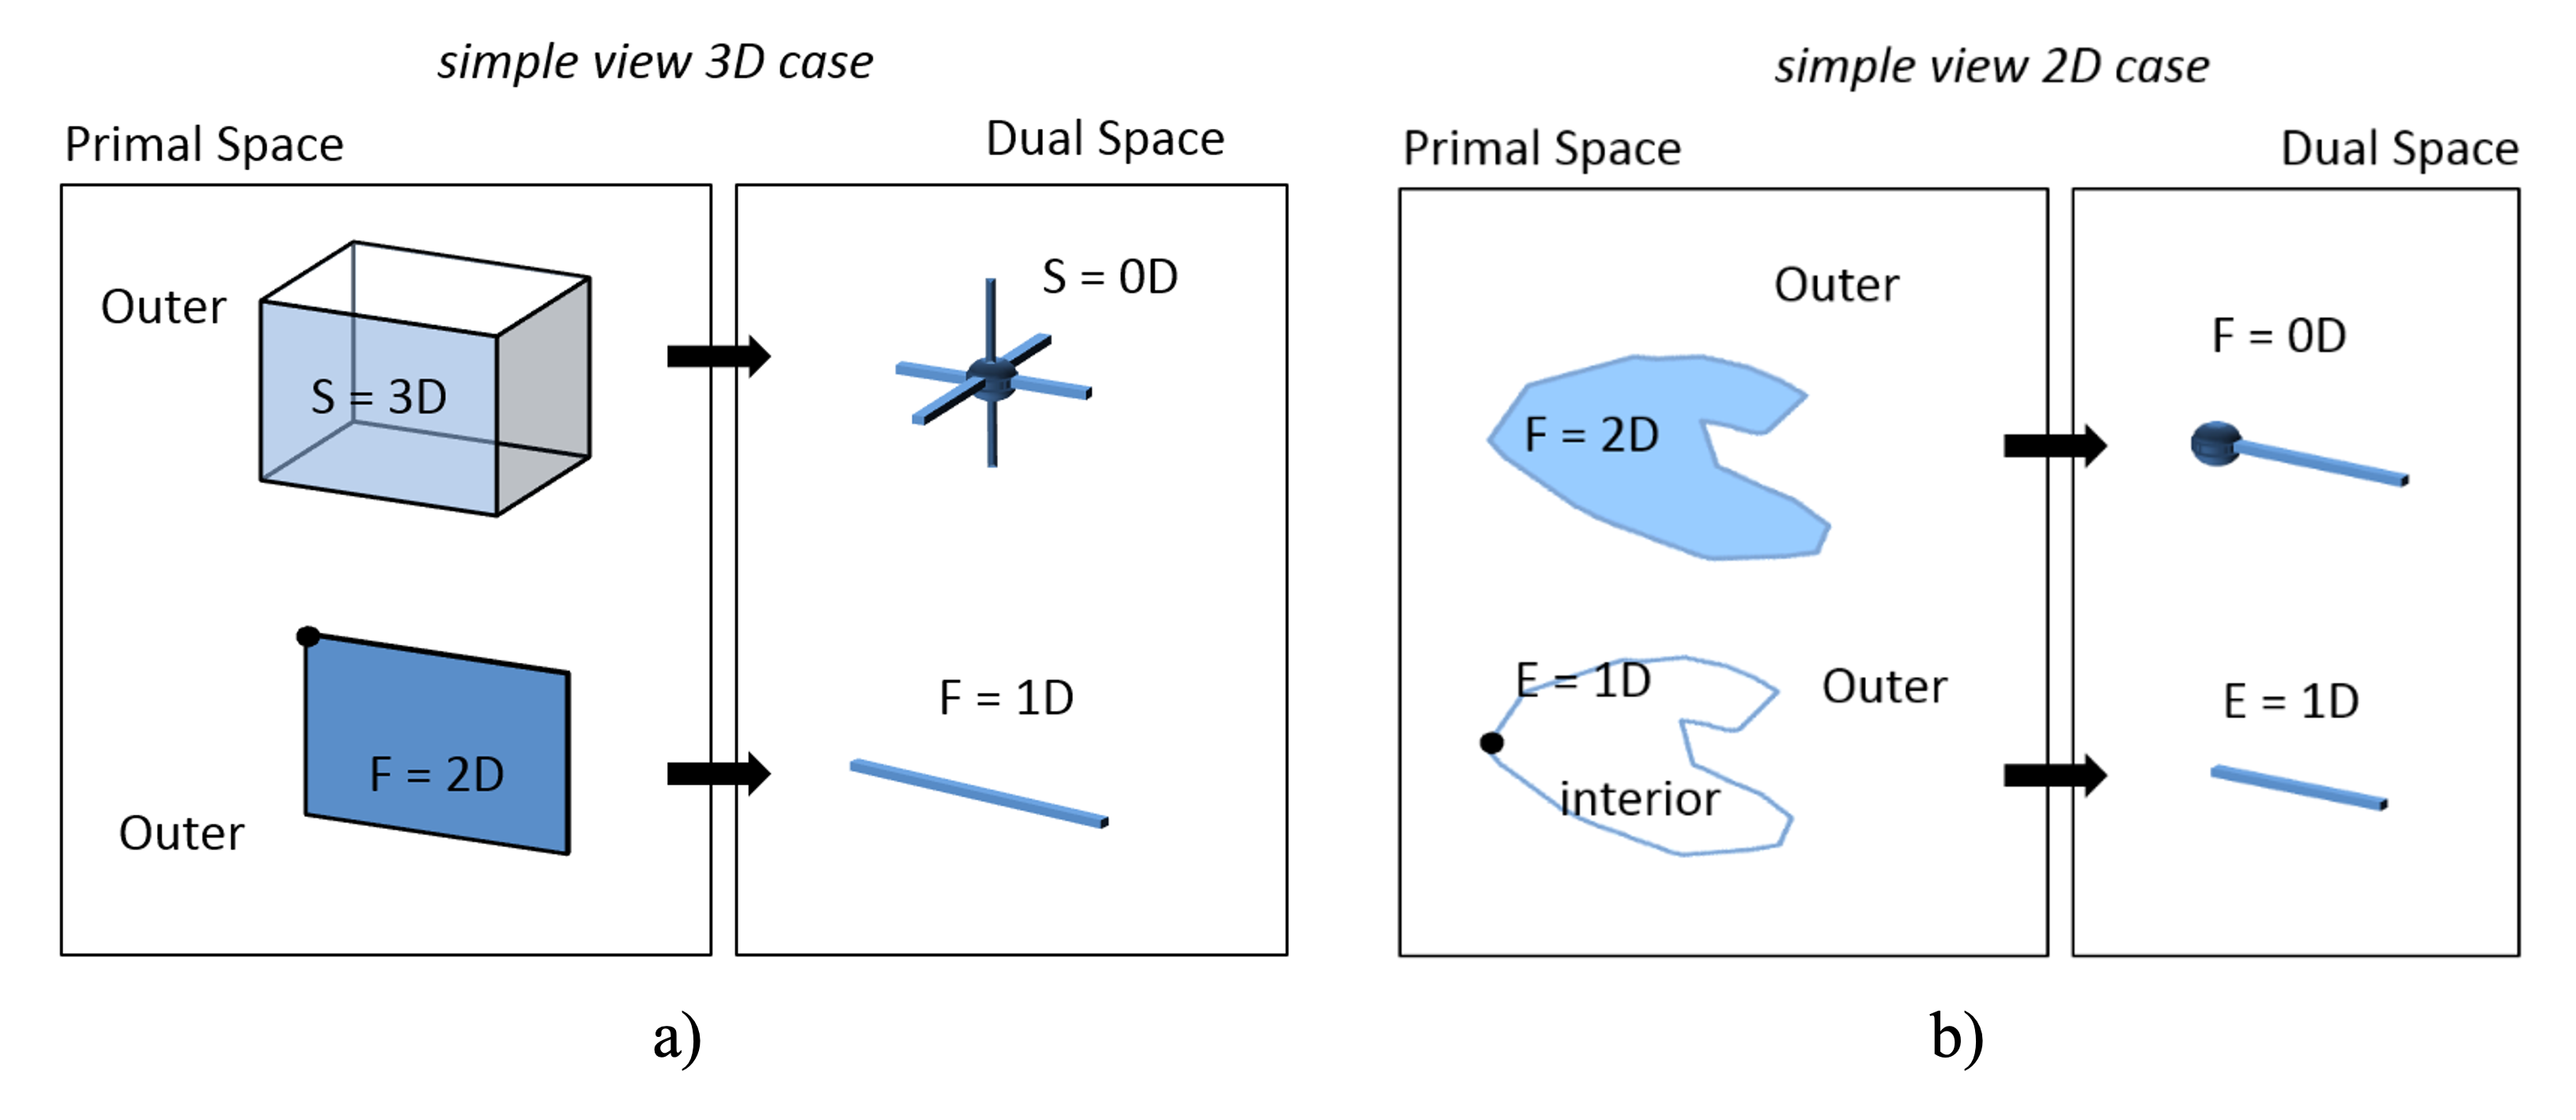 simple view 3D case
Primal Space
Dual Space
Outer
S = 3D
S = 0D
F = 2D
Outer
F = 1D
a)
simple view 2D case
Primal Space
Dual Space
Outer
F = 2D
F = 0D
E = 1D
Outer
interior
E = 1D
b)